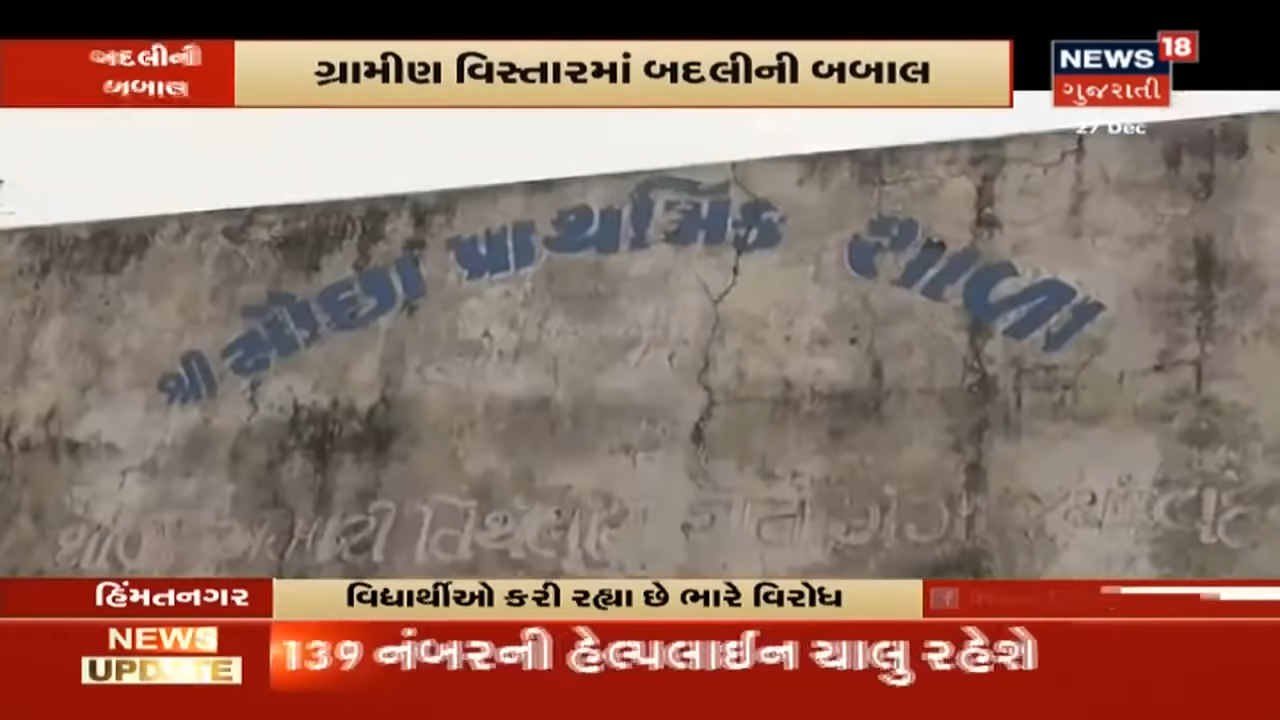 બદલીની
બબાલ
ગ્રામીણ વિસ્તારમાં બદલીની બબાલ
NEWS 18
ગુજરાતી
27 Dec
શ્રી પ્રાથમિક શાળા
હિંમતનગર
વિદ્યાર્થીઓ કરી રહ્યા છે ભારે વિરોધ
NEWS
UPDATE
139 નંબરની હેલ્પલાઈન ચાલુ રહેશે